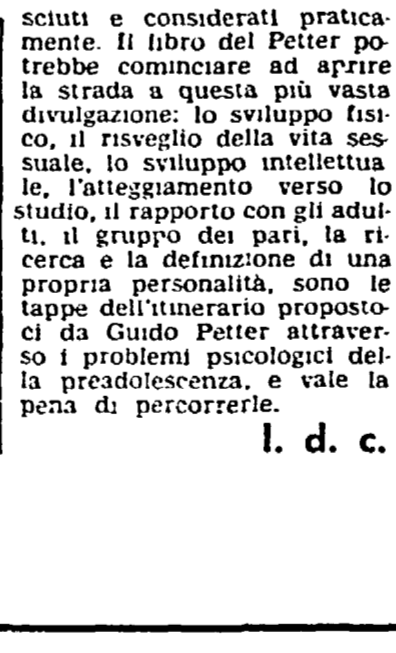 sciuti e considerati pratica-
mente. Il libro del Petter po-
trebbe cominciare ad aprire
la strada a questa più vasta
divulgazione: lo sviluppo fisi-
co, il risveglio della vita ses-
suale, lo sviluppo intellettua
le, l'atteggiamento verso lo
studio, il rapporto con gli adul-
ti, il gruppo dei pari, la ri-
cerca e la definizione di una
propria personalità, sono le
tappe dell'itinerario proposto-
ci da Guido Petter attraver-
so i problemi psicologici del-
la preadolescenza, e vale la
pena di percorrerle.
l. d. c.